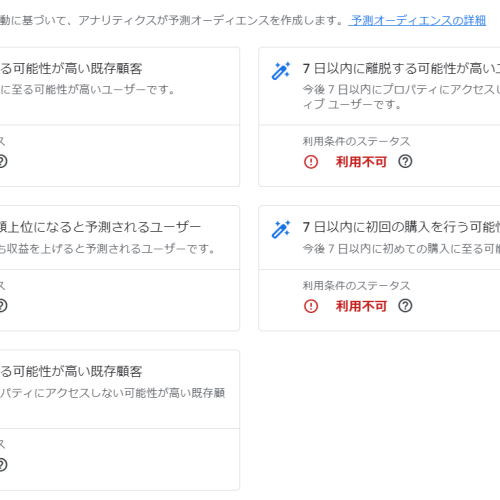 動に基づいて、アナリティクスが予測オーディエンスを作成します。 予測オーディエンスの詳細
る可能性が高い既存顧客
に至る可能性が高いユーザーです。
ス
7 日以内に離脱する可能性が高い
今後 7 日以内にプロパティにアクセス
ィブ ユーザーです。
利用条件のステータス
利用不可
額上位になると予測されるユーザー
も収益を上げると予測されるユーザーです。
ス
7 日以内に初回の購入を行う可能
今後 7 日以内に初めての購入に至る可
利用条件のステータス
利用不可
る可能性が高い既存顧客
パティにアクセスしない可能性が高い既存顧
ス